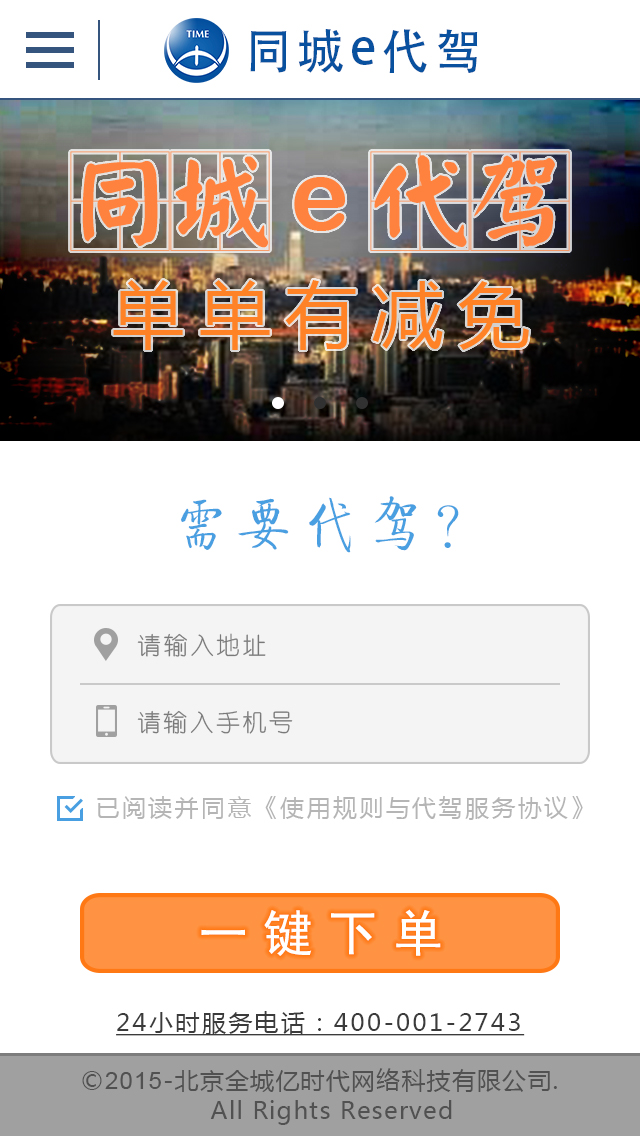 TIME
同城e代驾
同城e代驾
单单有减免
需要代驾?
请输入地址
请输入手机号
已阅读并同意《使用规则与代驾服务协议》
一键下单
24小时服务电话：400-001-2743
©2015-北京全城亿时代网络科技有限公司.
All Rights Reserved